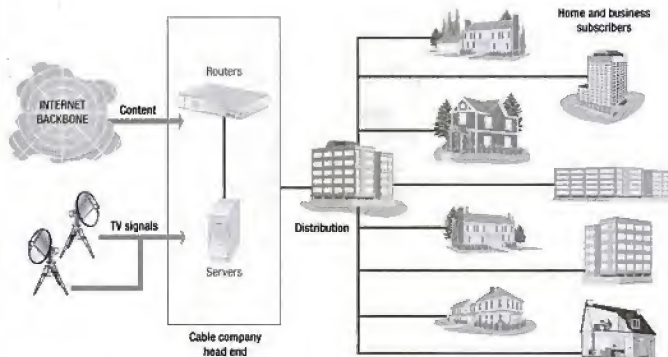 Home and business
subscribers
Routers
INTERNET
BACKBONE
Content
TV signals
Distribution
Servers
Cable company
head end